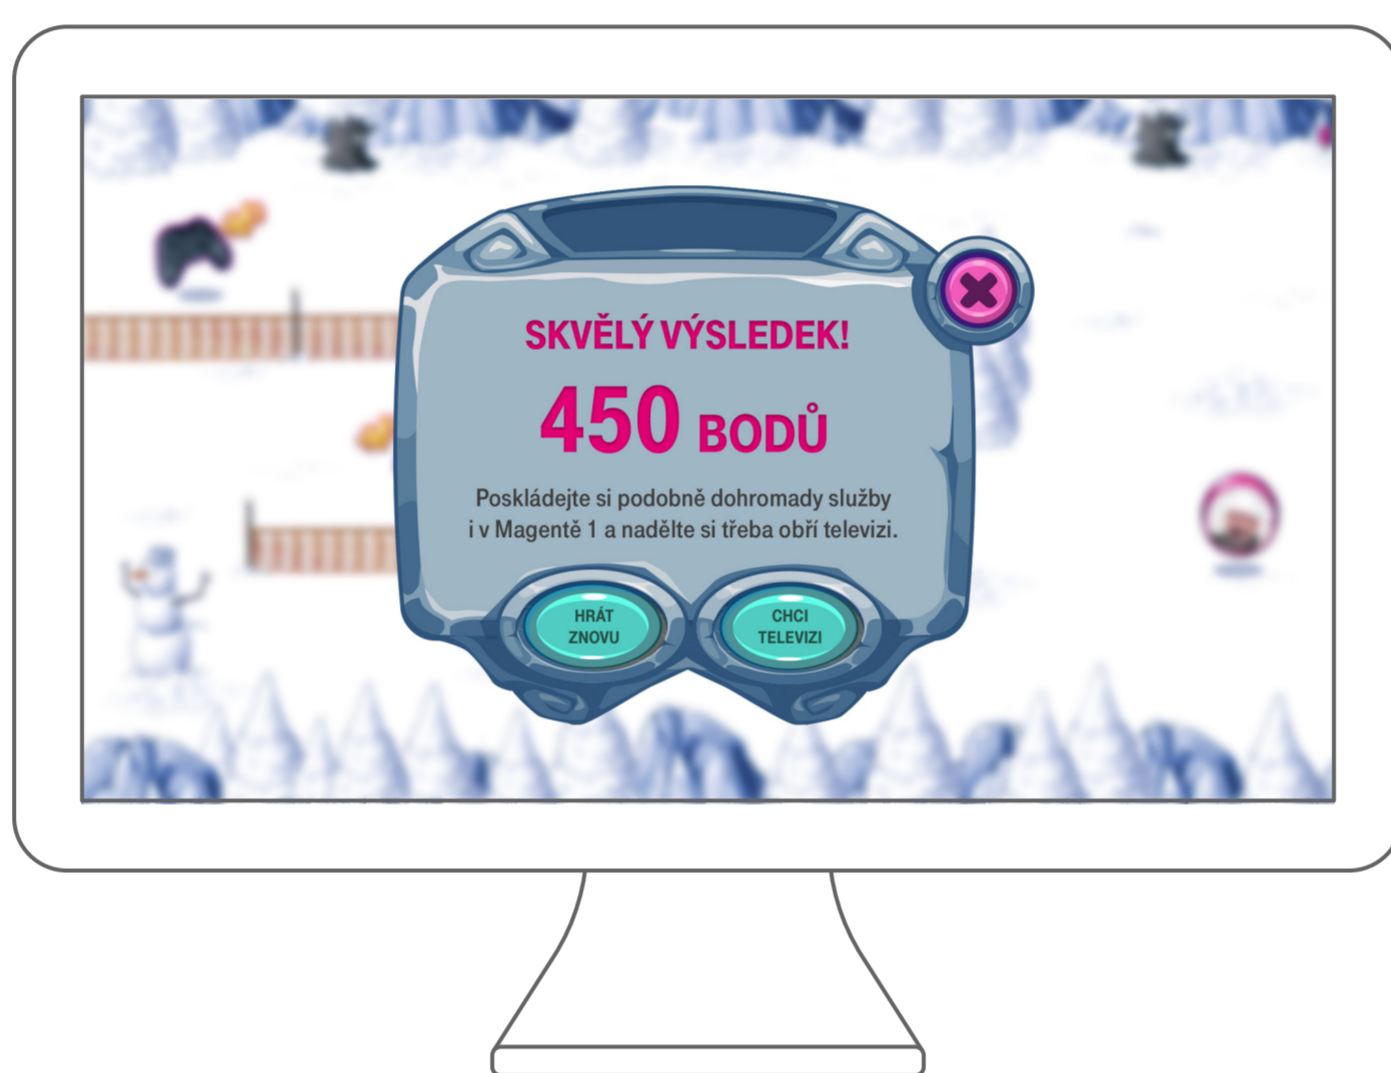 SKVĚLÝ VÝSLEDEK!
450 BODŮ
Poskládejte si podobně dohromady služby
i v Magentě 1 a nadělte si třeba obří televizi.
HRÁT
ZNOVU
CHCI
TELEVIZI